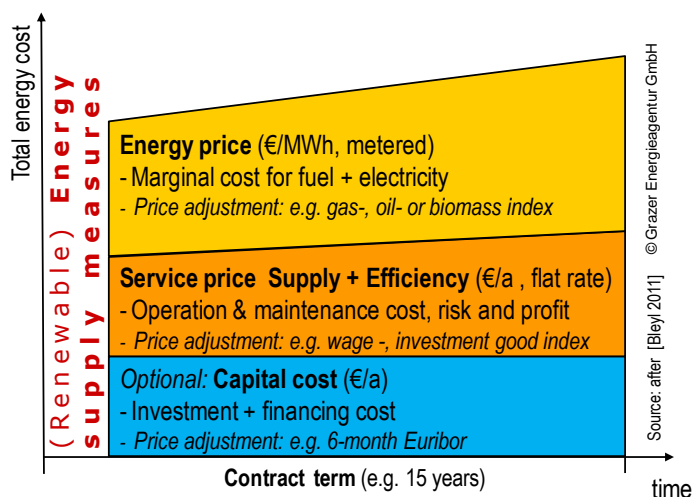 Total energy cost
(Renewable) Energy
supply measures
Energy price (€/MWh, metered)
- Marginal cost for fuel + electricity
- Price adjustment: e.g. gas-, oil- or biomass index
Service price Supply + Efficiency (€/a , flat rate)
- Operation & maintenance cost, risk and profit
- Price adjustment: e.g. wage -, investment good index
Optional: Capital cost (€/a)
- Investment + financing cost
- Price adjustment: e.g. 6-month Euribor
Contract term (e.g. 15 years)
time
Source: after [Bleyl 2011] © Grazer Energieagentur GmbH